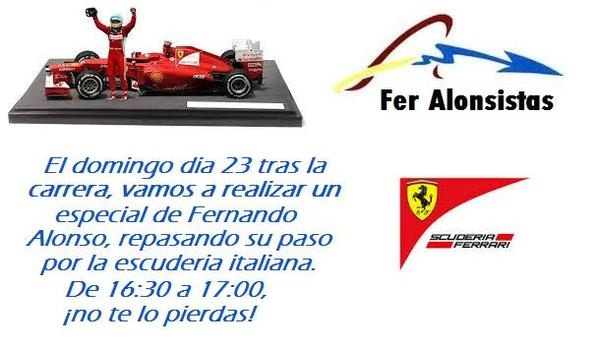 Fer Alonsistas
El domingo dia 23 tras la
carrera, vamos a realizar un
especial de Fernando
Alonso, repasando su paso
por la escuderia italiana.
De 16:30 a 17:00,
¡no te lo pierdas!
SCUDERIA
FERRARI